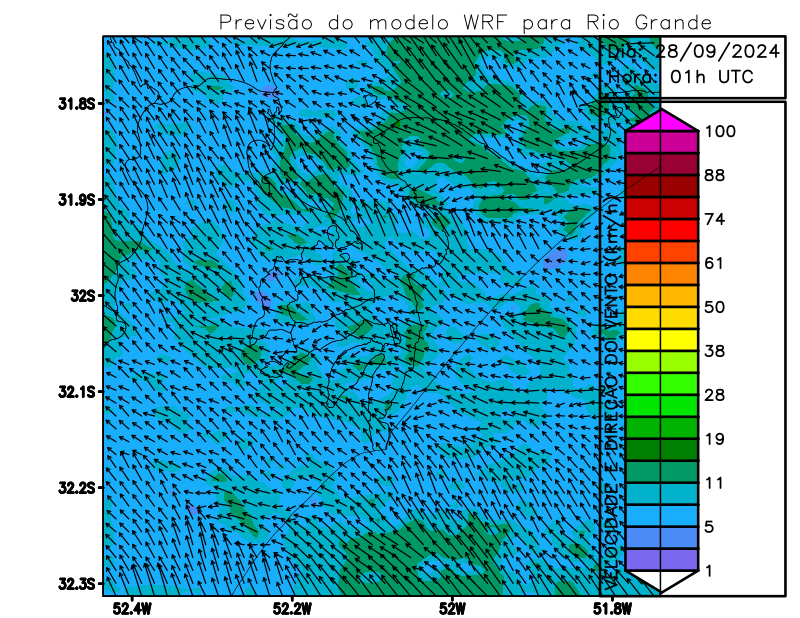 Previsão do modelo WRF para Rio Grande
Dia: 28/09/2024
Hora: 01h UTC
31.8S
31.9S
32S
32.1S
32.2S
32.3S
52.4W
52.2W
52W
51.8W
VELOCIDADE E DIREÇÃO DO VENTO (km/h)
100
88
74
61
50
38
28
19
11
5
1